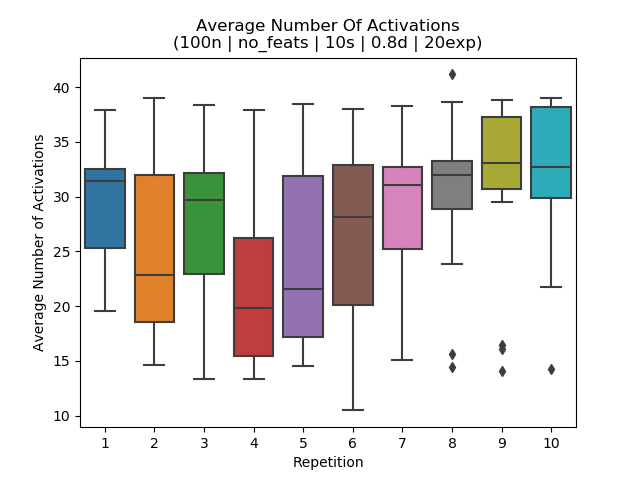 Average Number Of Activations
(100n | no_feats | 10s | 0.8d | 20exp)
Average Number of Activations
40
35
30
25
20
15
10
1 2 3 4 5 6 7 8 9 10
Repetition